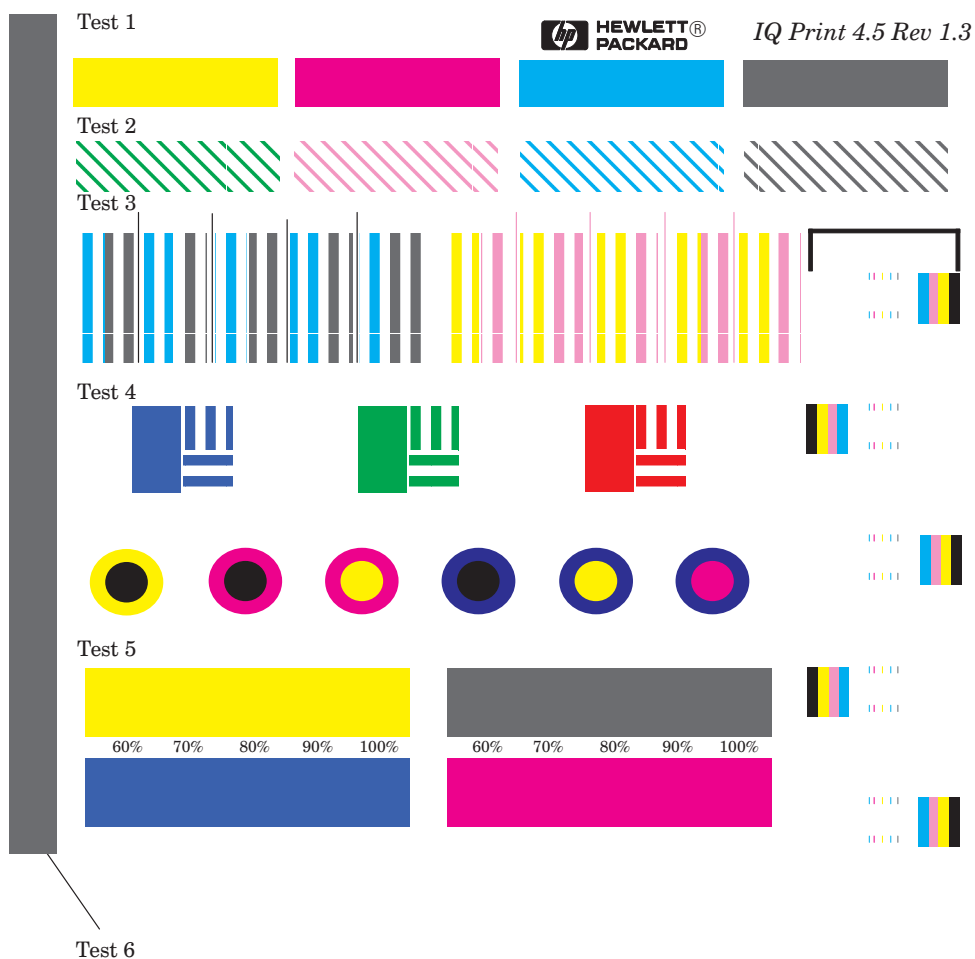 Test 1
hp HEWLETT® PACKARD
IQ Print 4.5 Rev 1.3
Test 2
Test 3
Test 4
Test 5
60% 70% 80% 90% 100% 60% 70% 80% 90% 100%
Test 6